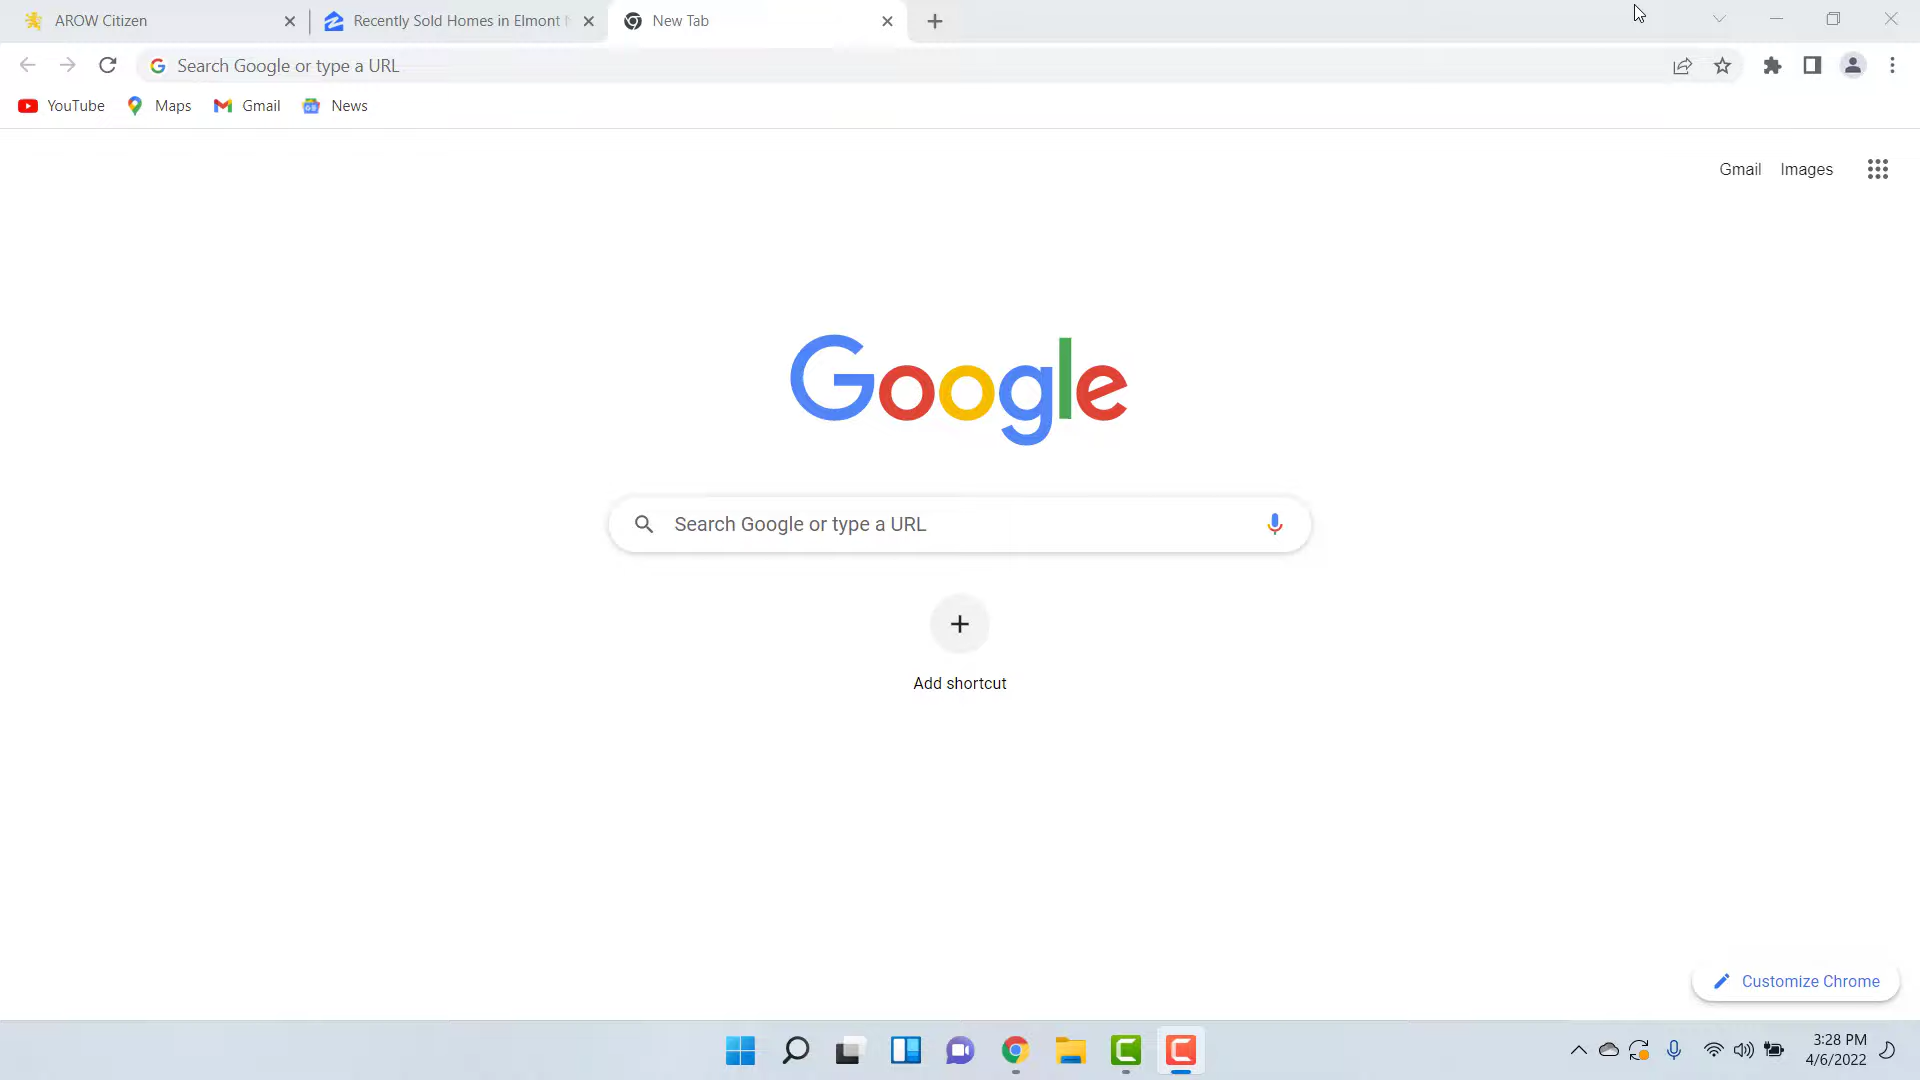 AROW Citizen
Recently Sold Homes in Elmont
New Tab
Search Google or type a URL
YouTube
Maps
Gmail
News
Gmail
Images
Google
Search Google or type a URL
Add shortcut
Customize Chrome
3:28 PM
4/6/2022